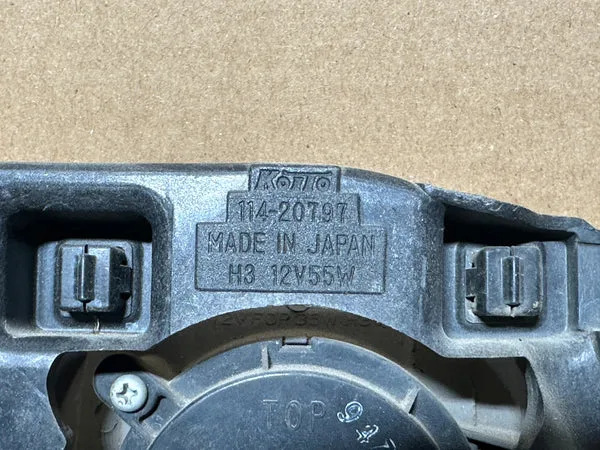 KOITO
114-20797
MADE IN JAPAN
H3 12V55W
TOP